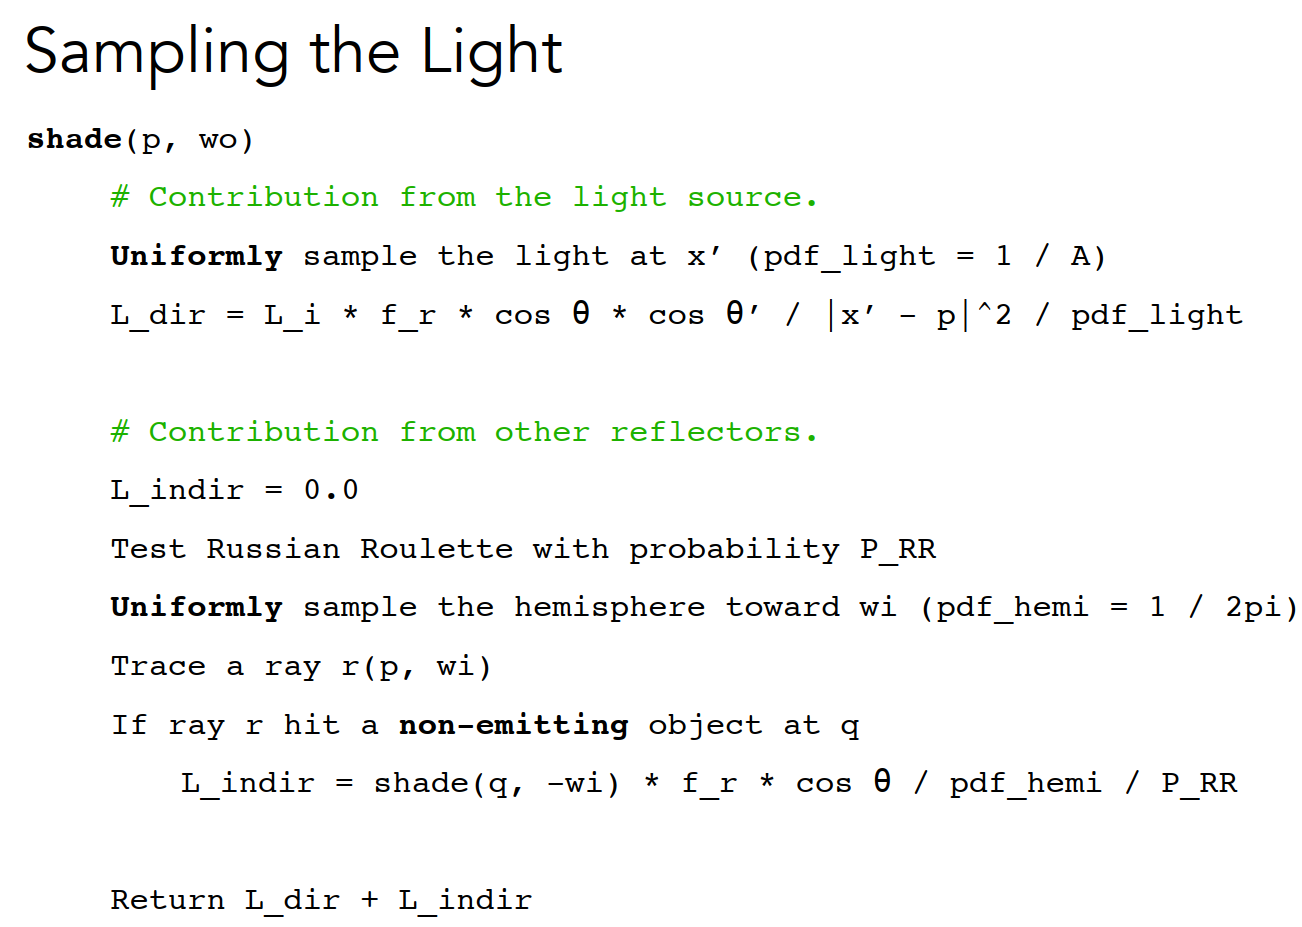 Sampling the Light
shade(p, wo)
# Contribution from the light source.
Uniformly sample the light at x’ (pdf_light = 1 / A)
L_dir = L_i * f_r * cos θ * cos θ’ / |x’ - p|^2 / pdf_light
# Contribution from other reflectors.
L_indir = 0.0
Test Russian Roulette with probability P_RR
Uniformly sample the hemisphere toward wi (pdf_hemi = 1 / 2pi)
Trace a ray r(p, wi)
If ray r hit a non-emitting object at q
L_indir = shade(q, -wi) * f_r * cos θ / pdf_hemi / P_RR
Return L_dir + L_indir